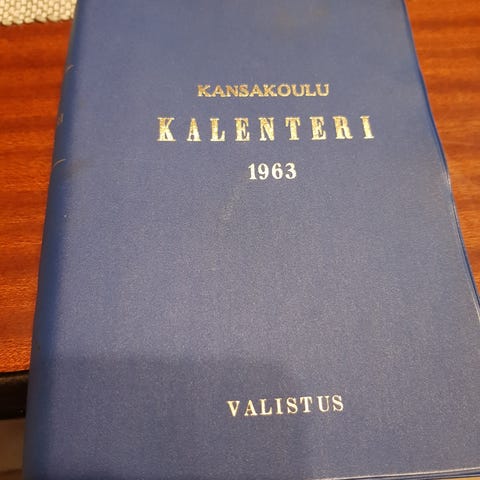 KANSAKOULU
KALENTERI
1963
VALISTUS